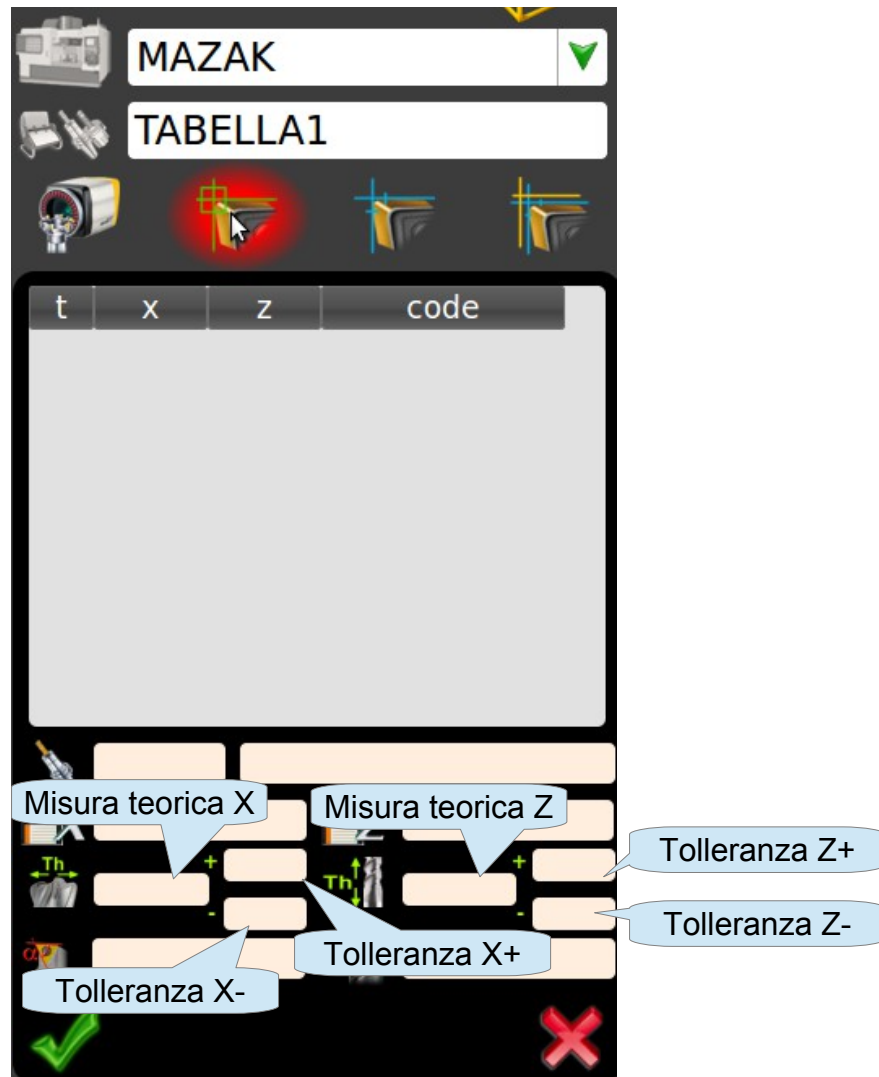 MAZAK
TABELLA1
t x z code
Misura teorica X
Misura teorica Z
X
Z
Th
+
Th
+
Tolleranza Z+
-
-
Tolleranza Z-
Tolleranza X+
α
Tolleranza X-